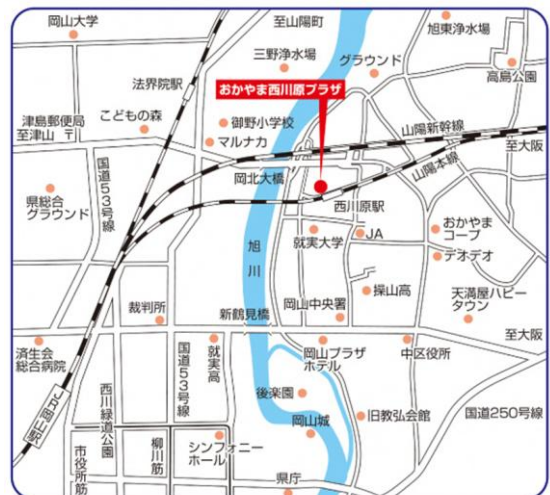 岡山大学
至山陽町
旭東浄水場
三野浄水場
グラウンド
法界院駅
高島公園
おかやま西川原プラザ
津島郵便局
至津山 〒
こどもの森
御野小学校
マルナカ
山陽新幹線
至大阪
国道53号線
岡北大橋
山陽本線
県総合
グラウンド
西川原駅
おかやま
コープ
旭川
就実大学
JA
デオデオ
裁判所
新鶴見橋
岡山中央署
操山高
天満屋ハピー
タウン
至大阪
済生会
総合病院
国道53号線
就実高
岡山プラザ
ホテル
中区役所
JR岡山駅
西川緑道公園
後楽園
旧教弘会館
国道250号線
岡山城
市役所筋
柳川筋
シンフォニー
ホール
県庁